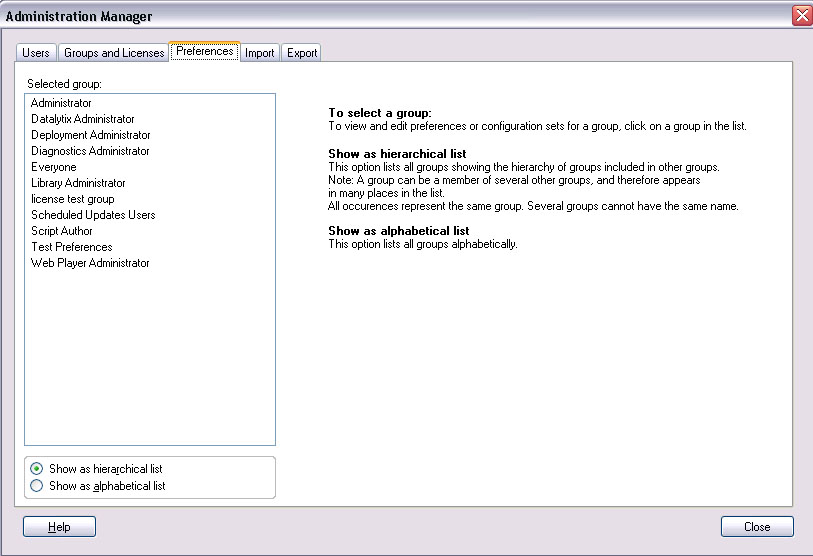 Administration Manager
Users
Groups and Licenses
Preferences
Import
Export
Selected group:
Administrator
Datalytix Administrator
Deployment Administrator
Diagnostics Administrator
Everyone
Library Administrator
license test group
Scheduled Updates Users
Script Author
Test Preferences
Web Player Administrator
Show as hierarchical list
Show as alphabetical list
To select a group:
To view and edit preferences or configuration sets for a group, click on a group in the list.
Show as hierarchical list
This option lists all groups showing the hierarchy of groups included in other groups.
Note: A group can be a member of several other groups, and therefore appears
in many places in the list.
All occurences represent the same group. Several groups cannot have the same name.
Show as alphabetical list
This option lists all groups alphabetically.
Help
Close